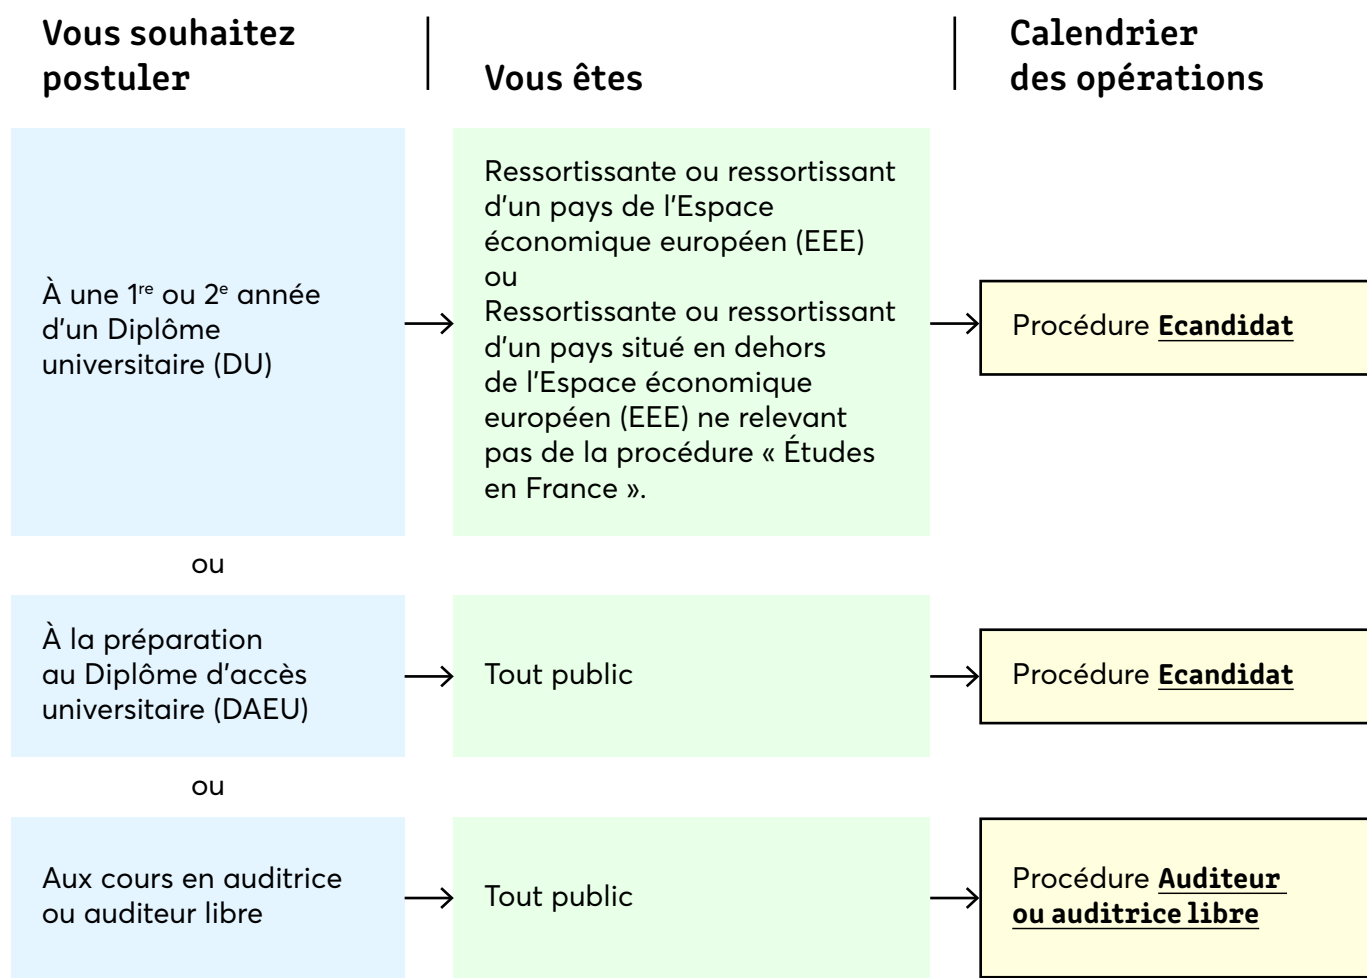 Vous souhaitez
postuler
Vous êtes
Calendrier
des opérations
À une 1re ou 2e année
d'un Diplôme
universitaire (DU)
Ressortissante ou ressortissant
d'un pays de l'Espace
économique européen (EEE)
ou
Ressortissante ou ressortissant
d'un pays situé en dehors
de l'Espace économique
européen (EEE) ne relevant
pas de la procédure « Études
en France ».
Procédure Ecandidat
ou
À la préparation
au Diplôme d'accès
universitaire (DAEU)
Tout public
Procédure Ecandidat
ou
Aux cours en auditrice
ou auditeur libre
Tout public
Procédure Auditeur
ou auditrice libre